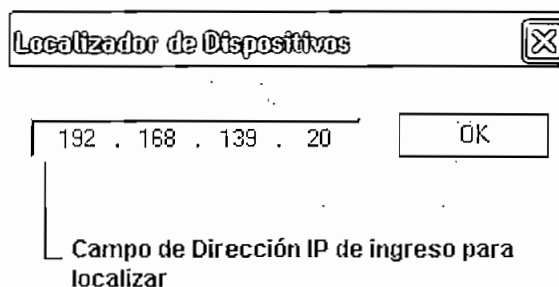 Localizador de Dispositivos
192 . 168 . 139 . 20
OK
Campo de Dirección IP de ingreso para
localizar